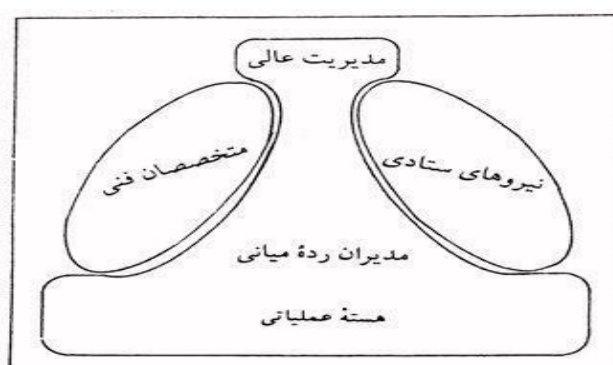 مدیریت عالی
نیروهای ستادی
متخصصان فنی
مدیران ردهٔ میانی
هستهٔ عملیاتی